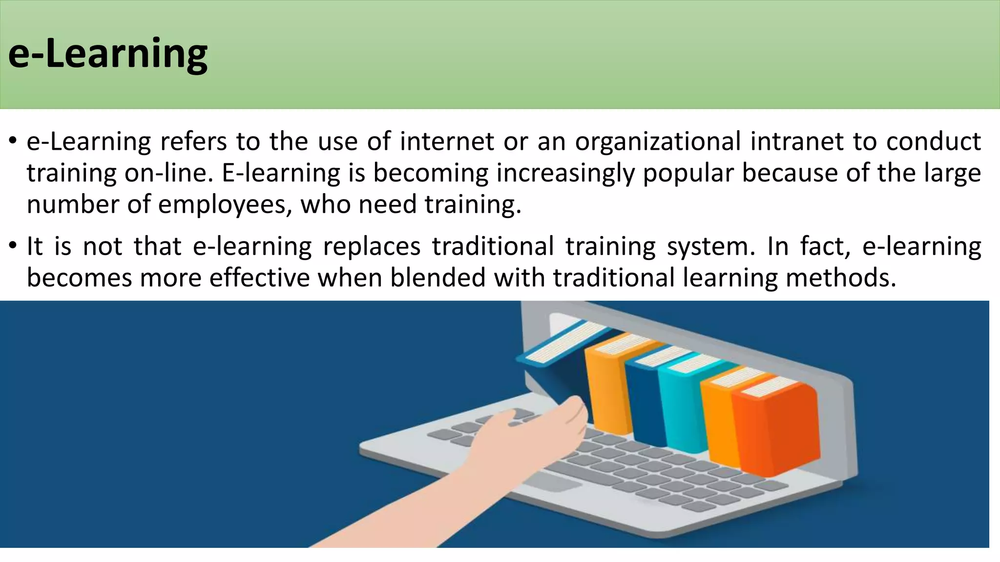 e-Learning
• e-Learning refers to the use of internet or an organizational intranet to conduct
training on-line. E-learning is becoming increasingly popular because of the large
number of employees, who need training.
• It is not that e-learning replaces traditional training system. In fact, e-learning
becomes more effective when blended with traditional learning methods.